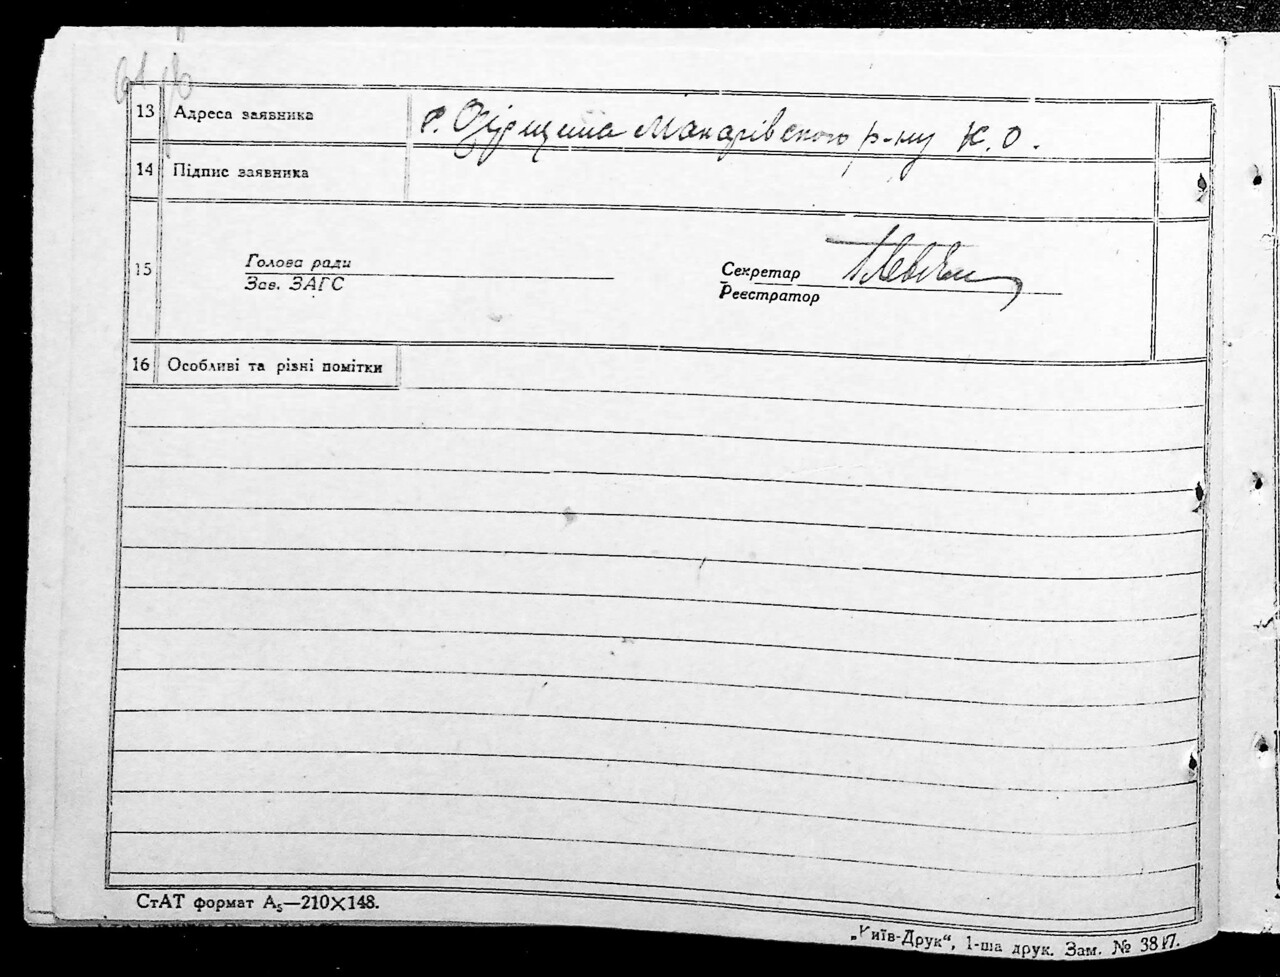 13 Адреса заявника с. Озірщина Макарівського р-ну К. О.
14 Підпис заявника
15 Голова ради Секретар
Зав. ЗАГС Реєстратор
16 Особливі та різні помітки
СтАТ формат А₅—210×148.
„Київ-Друк“, 1-ша друк. Зам. № 3817.